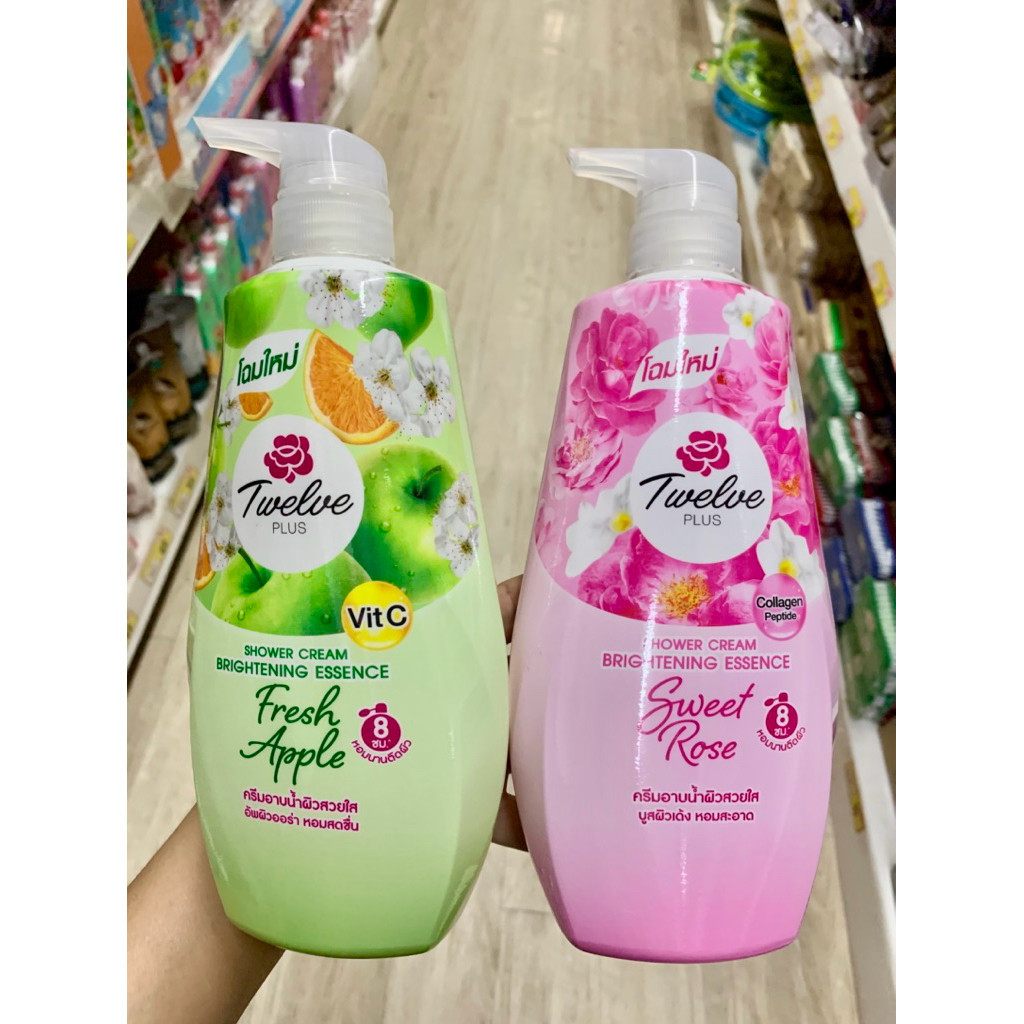 โฉมใหม่
Twelve
PLUS
Vit C
SHOWER CREAM
BRIGHTENING ESSENCE
Fresh
Apple
8
ชม.*
หอมนานติดผิว
ครีมอาบน้ำผิวสวยใส
อัพผิวออร่า หอมสดชื่น
โฉมใหม่
Twelve
PLUS
Collagen
Peptide
SHOWER CREAM
BRIGHTENING ESSENCE
Sweet
Rose
8
ชม.*
หอมนานติดผิว
ครีมอาบน้ำผิวสวยใส
บูสผิวเด้ง หอมสะอาด